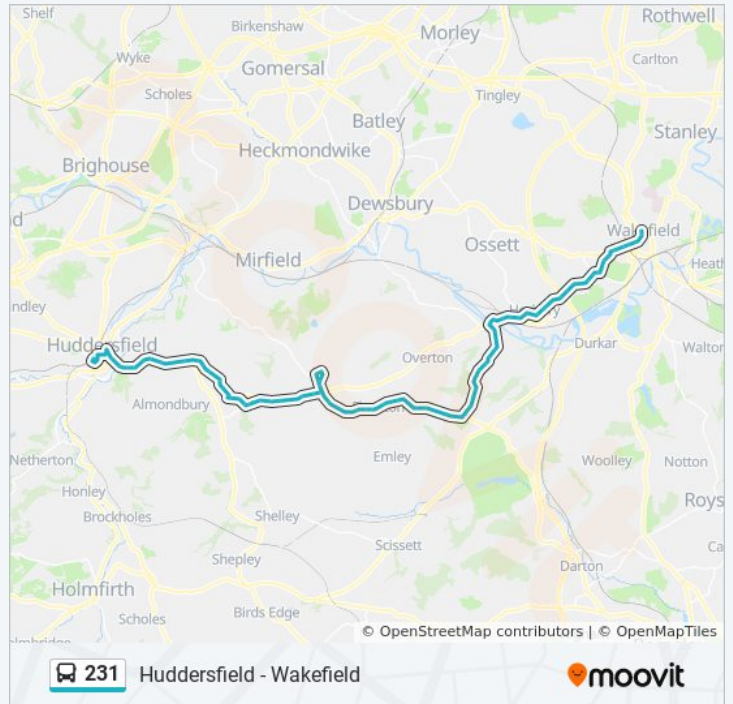 Shelf
Birkenshaw
Rothwell
Morley
Wyke
Gomersal
Carlton
Scholes
Tingley
Batley
Stanley
Heckmondwike
Brighouse
Dewsbury
Wakefield
Ossett
Mirfield
Huddersfield
Durkar
Overton
Almondbury
Emley
Netherton
Woolley
Notton
Honley
Brockholes
Shelley
Scissett
Shepley
Darton
Holmfirth
Birds Edge
Scholes
© OpenStreetMap contributors | © OpenMapTiles
231 Huddersfield - Wakefield
moovit